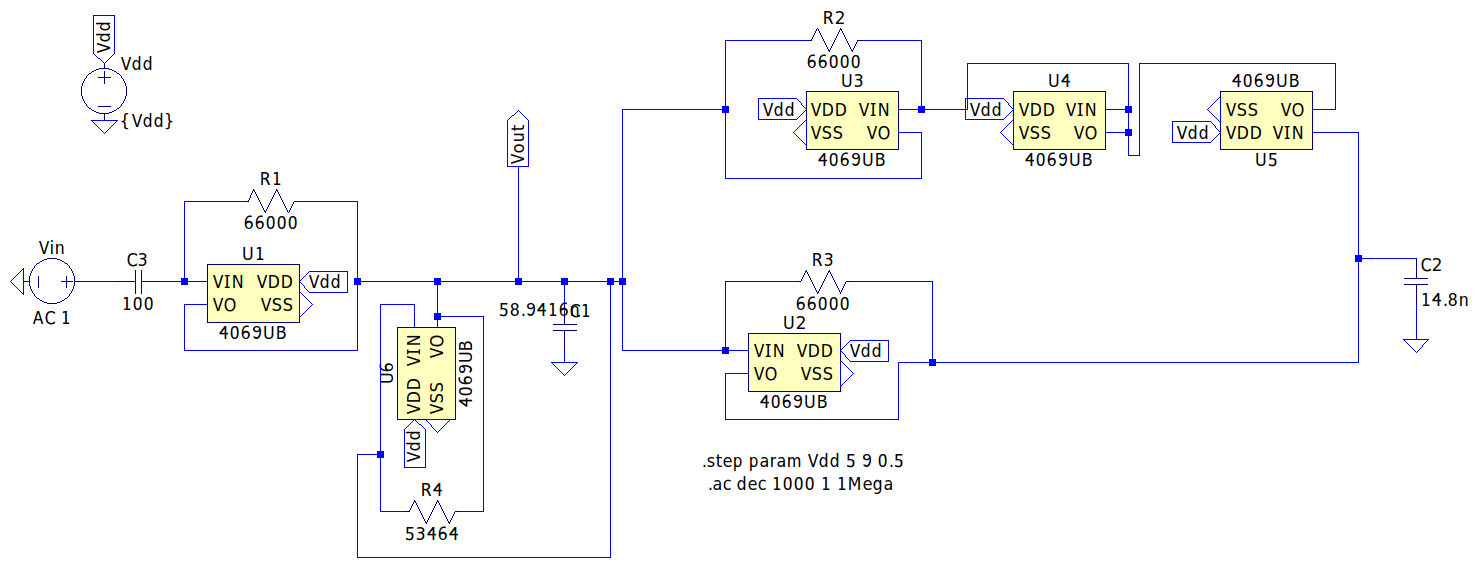 Vdd
Vdd
{Vdd}
R2
66000
U3
Vdd
VDD VIN
VSS VO
4069UB
U4
Vdd
VDD VIN
VSS VO
4069UB
4069UB
VSS VO
Vdd
VDD VIN
U5
Vout
R1
66000
Vin
AC 1
C3
100
U1
VIN VDD
Vdd
VO VSS
4069UB
58.9416n
C1
R3
66000
U2
VIN VDD
Vdd
VO VSS
4069UB
C2
14.8n
U6
VIN VO
VDD VSS
4069UB
Vdd
R4
53464
.step param Vdd 5 9 0.5
.ac dec 1000 1 1Mega